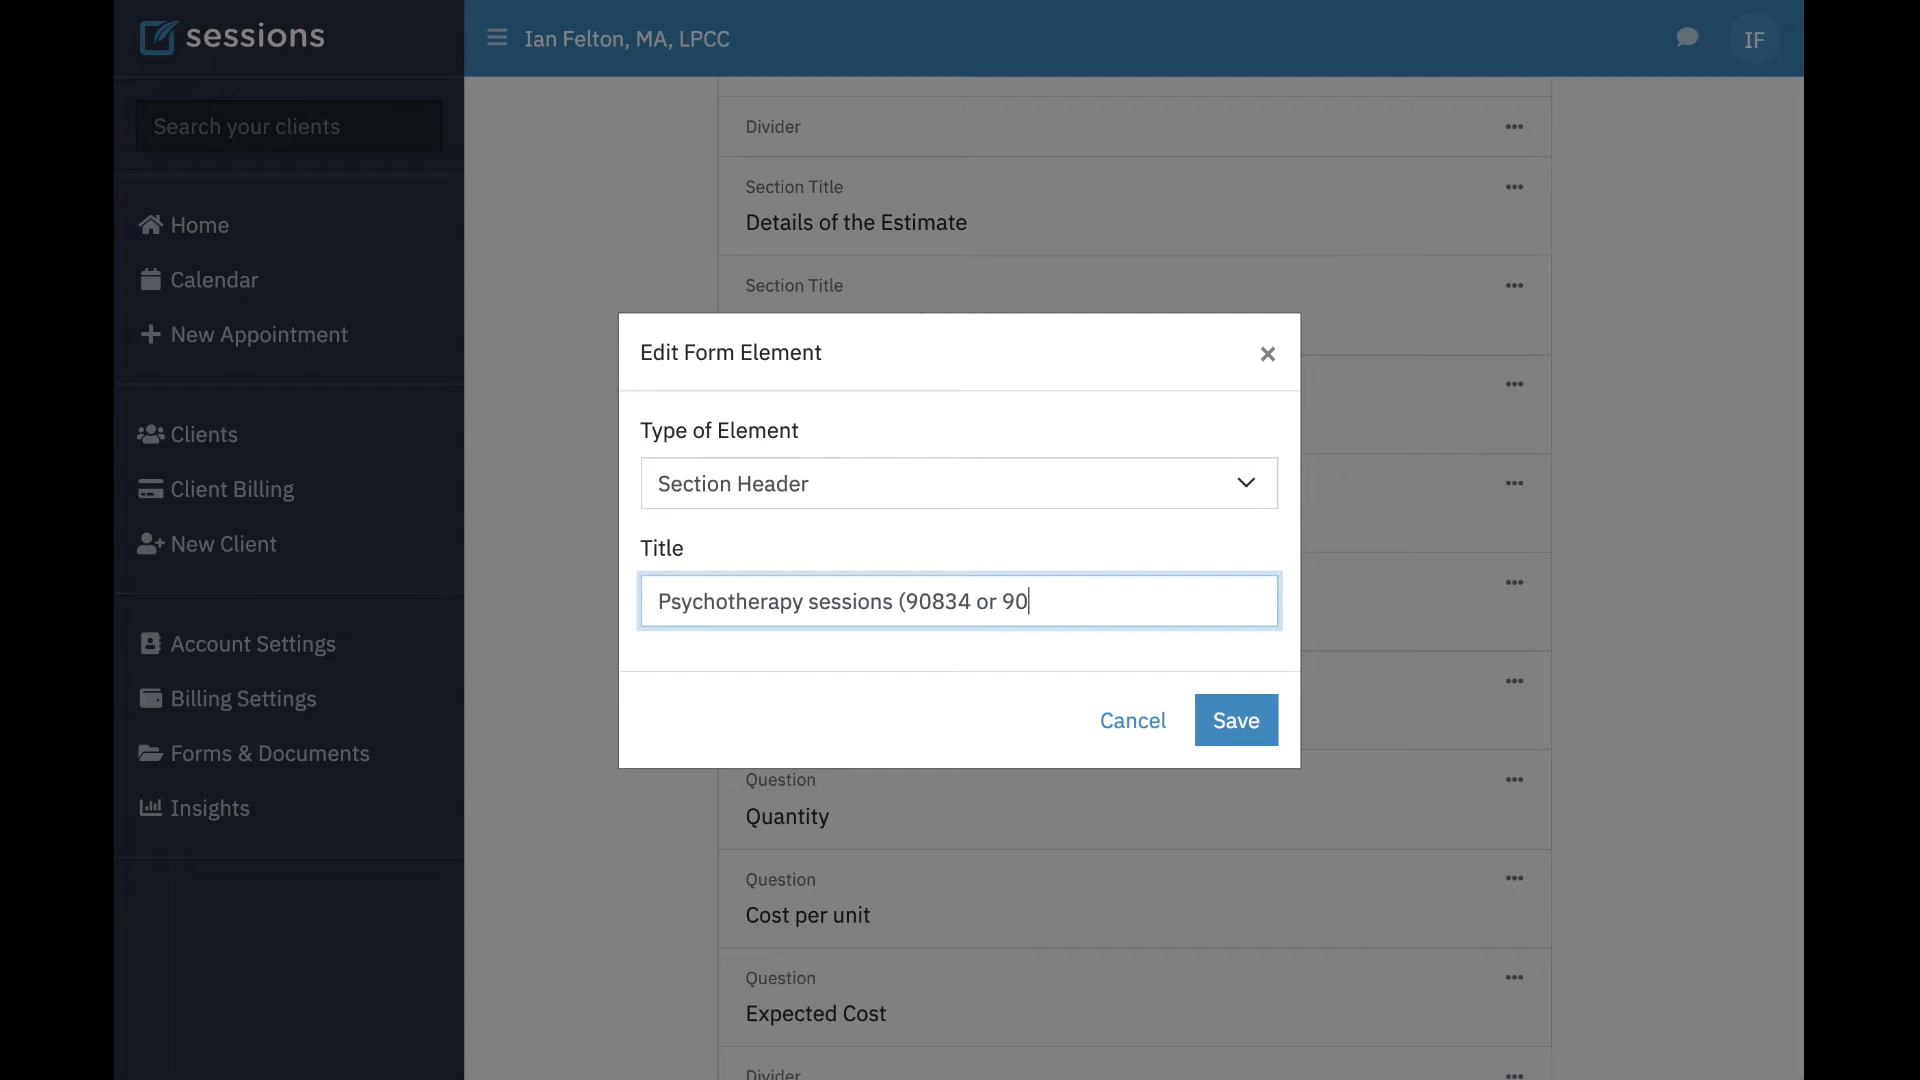 sessions
Ian Felton, MA, LPCC
IF
Search your clients
Home
Calendar
New Appointment
Clients
Client Billing
New Client
Account Settings
Billing Settings
Forms & Documents
Insights
Divider
Section Title
Details of the Estimate
Section Title
Edit Form Element
Type of Element
Section Header
Title
Psychotherapy sessions (90834 or 90
Cancel
Save
Question
Quantity
Question
Cost per unit
Question
Expected Cost
Divider